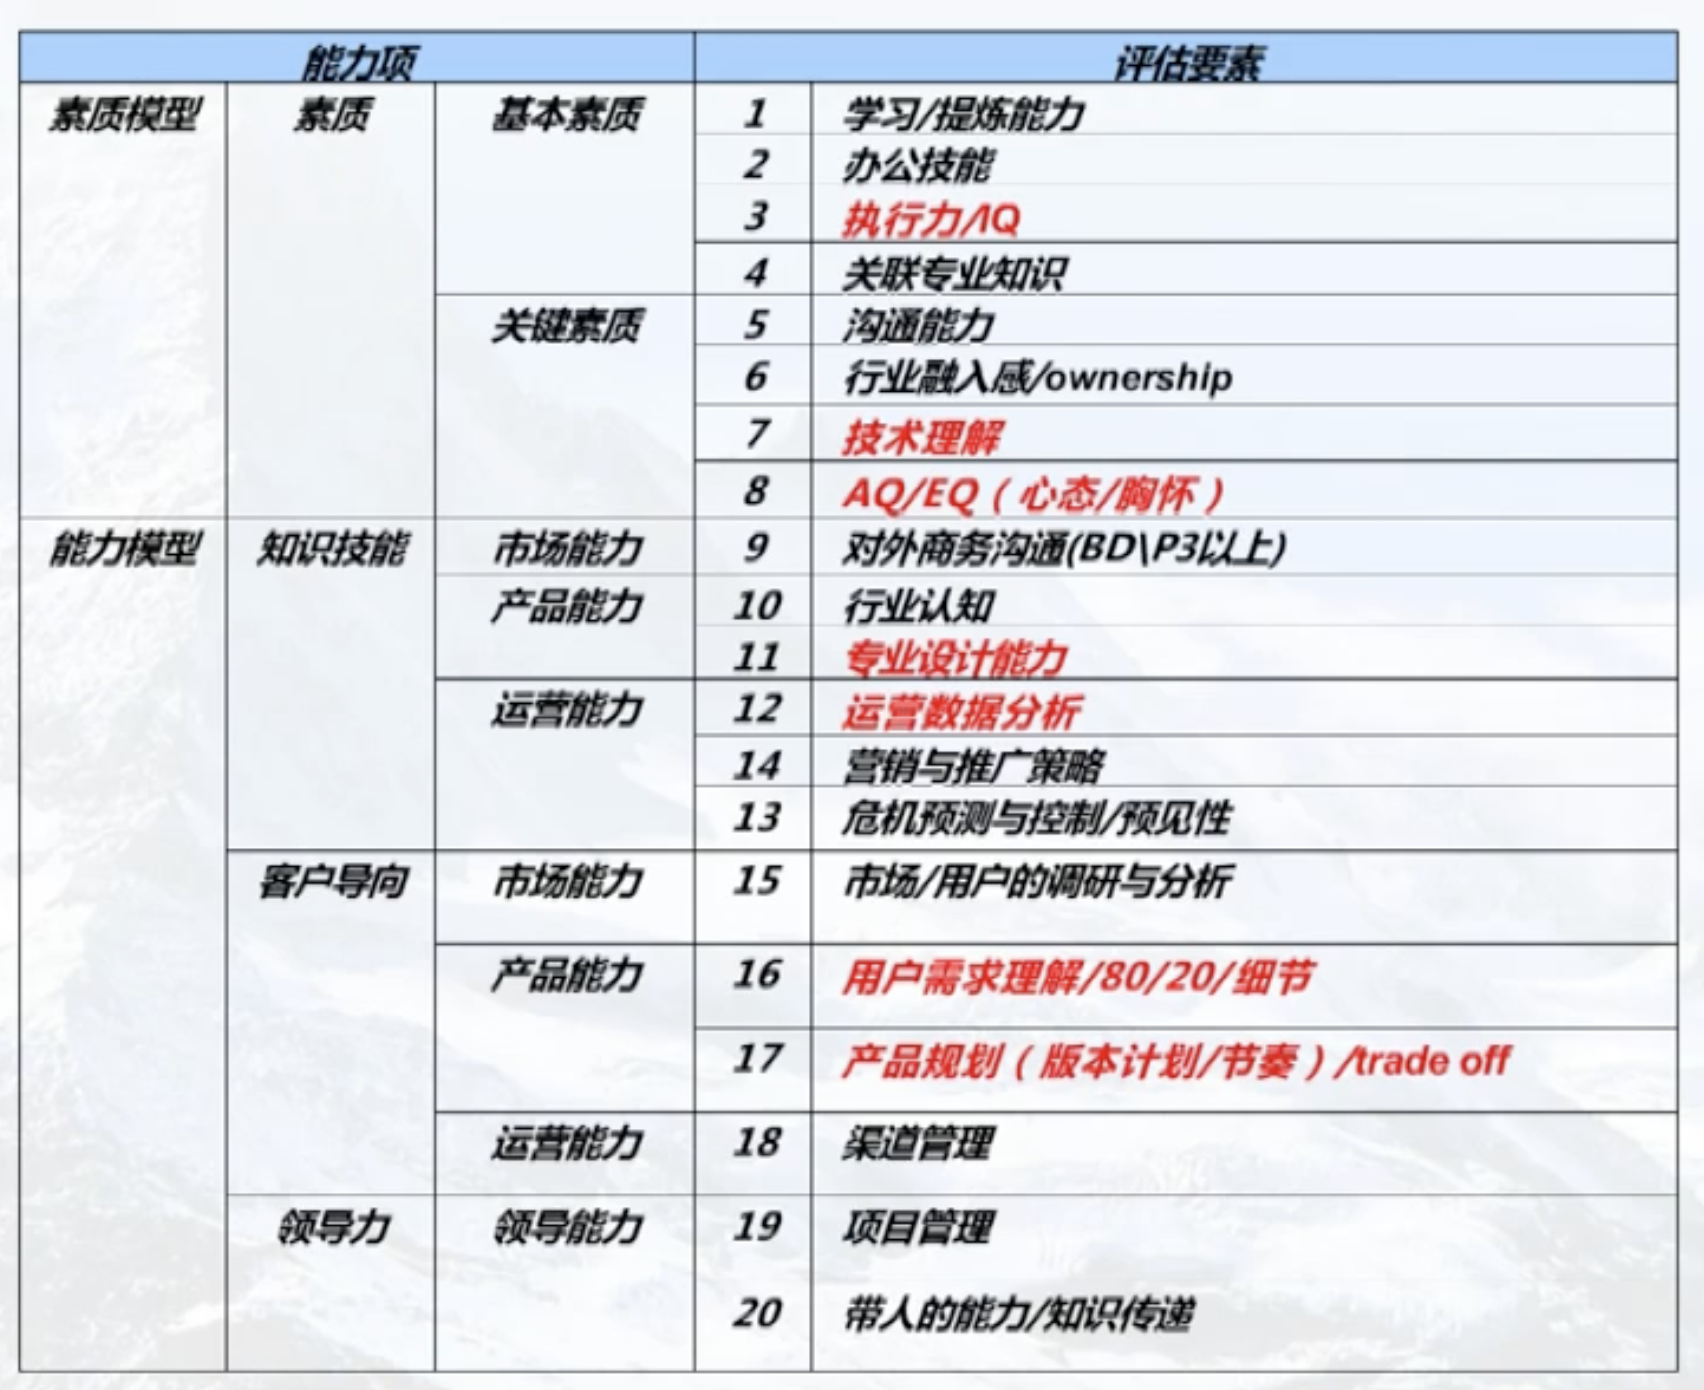 能力项 评估要素
素质模型 素质 基本素质 1 学习/提炼能力
2 办公技能
3 执行力/IQ
4 关联专业知识
关键素质 5 沟通能力
6 行业融入感/ownership
7 技术理解
8 AQ/EQ（心态/胸怀）
能力模型 知识技能 市场能力 9 对外商务沟通(BD\P3以上)
产品能力 10 行业认知
11 专业设计能力
运营能力 12 运营数据分析
14 营销与推广策略
13 危机预测与控制/预见性
客户导向 市场能力 15 市场/用户的调研与分析
产品能力 16 用户需求理解/80/20/细节
17 产品规划（版本计划/节奏）/trade off
运营能力 18 渠道管理
领导力 领导能力 19 项目管理
20 带人的能力/知识传递